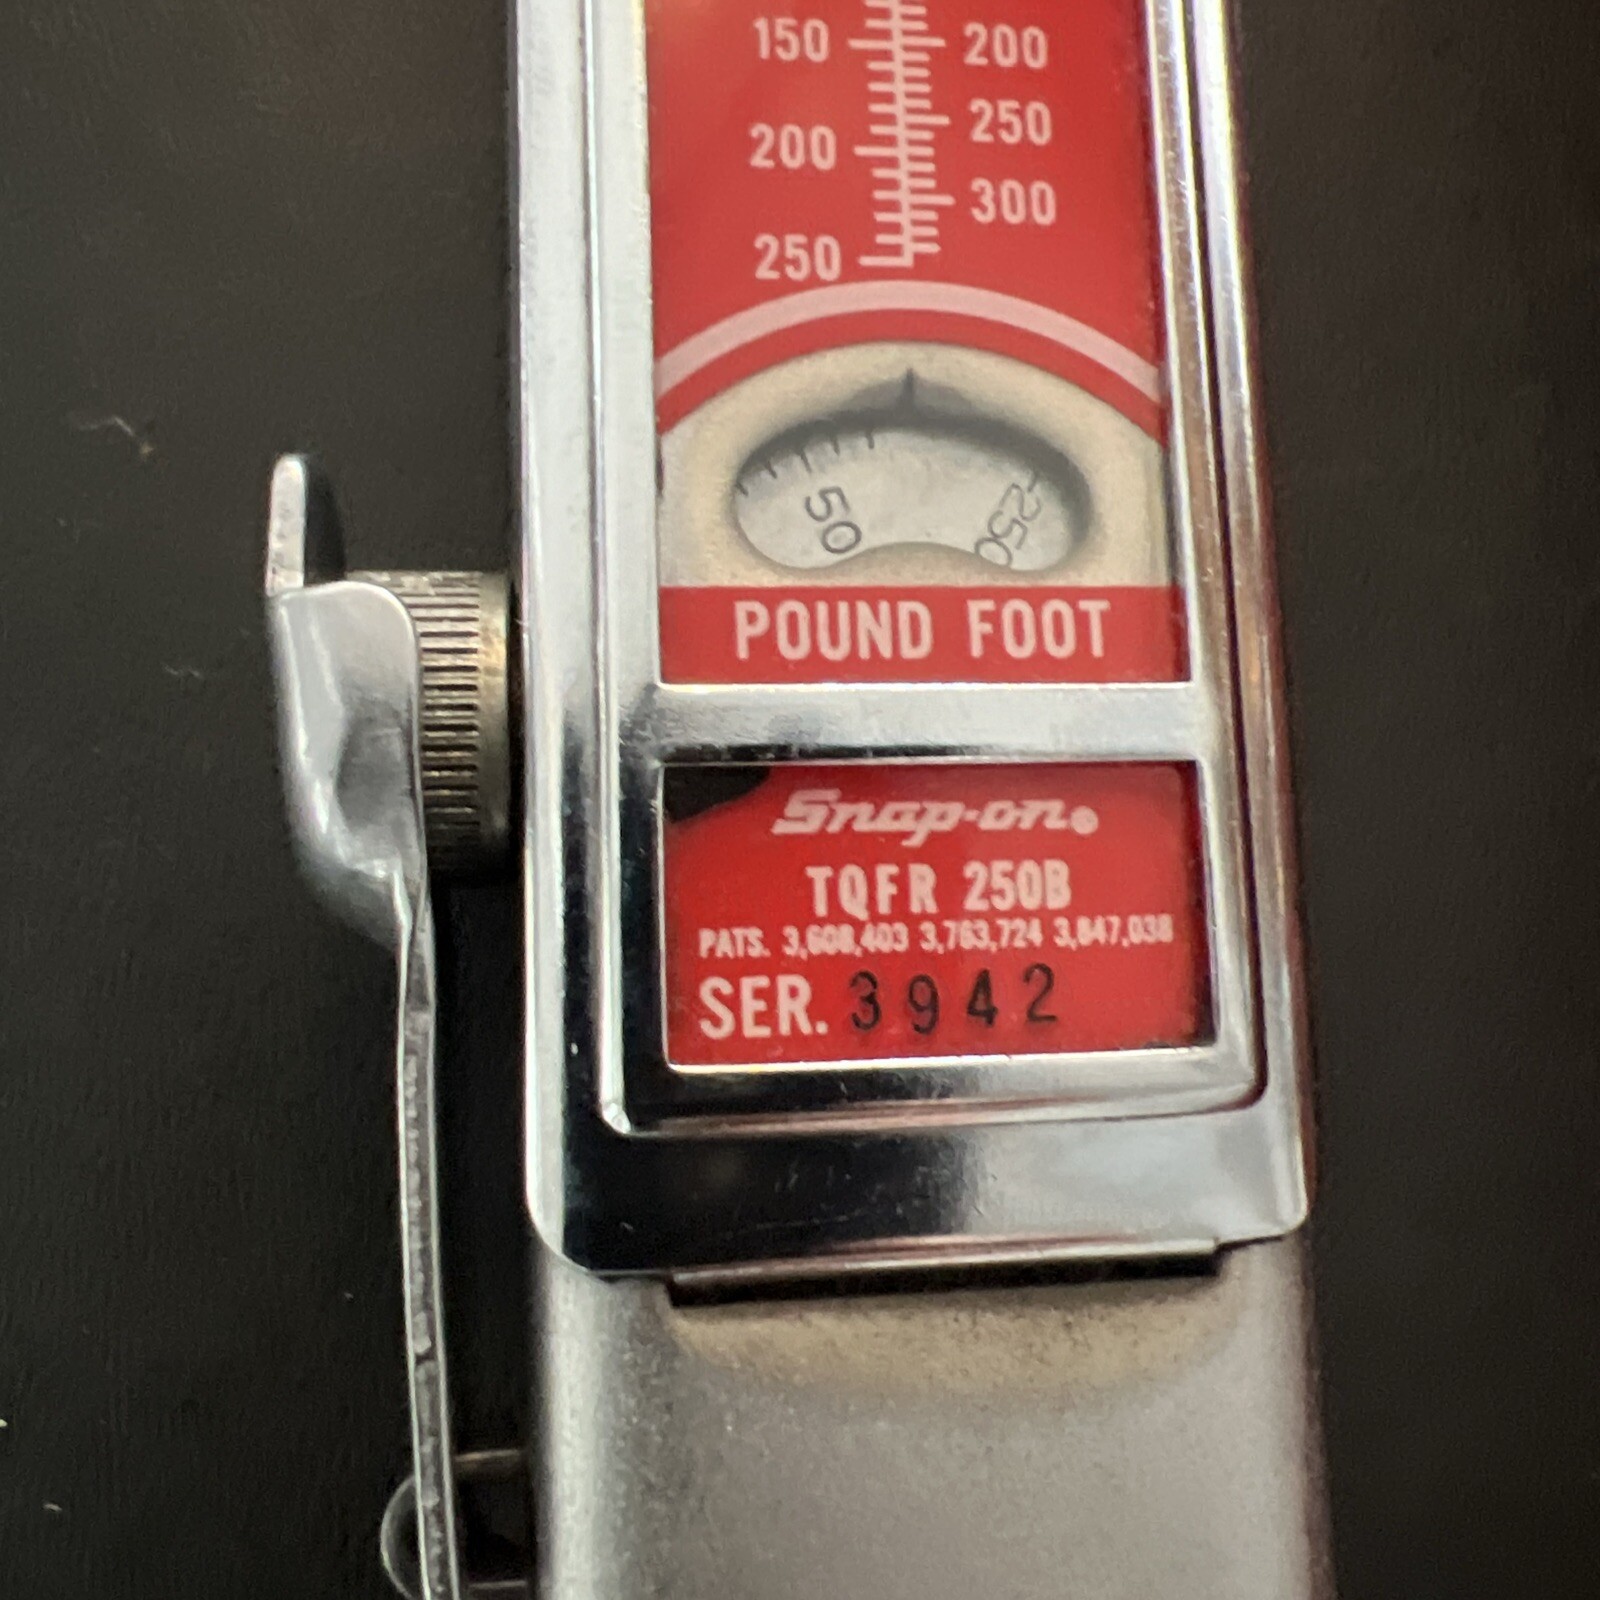 150 200
250
200
300
250
50 250
POUND FOOT
Snap-on®
TQFR 250B
PATS. 3,608,403 3,763,724 3,847,038
SER. 3942